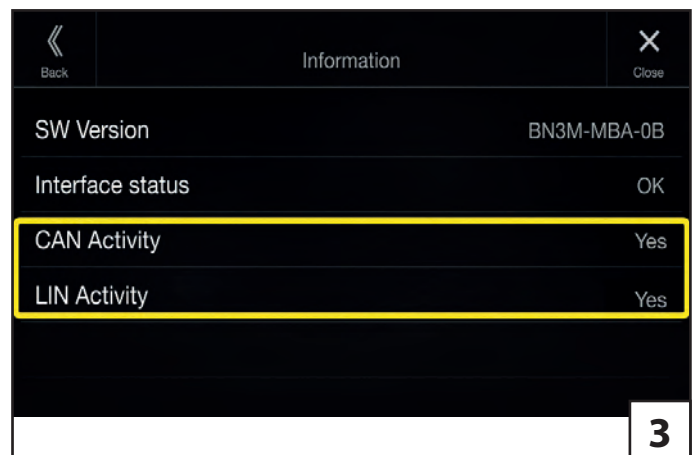 Back
Information
Close
SW Version BN3M-MBA-0B
Interface status OK
CAN Activity Yes
LIN Activity Yes
3